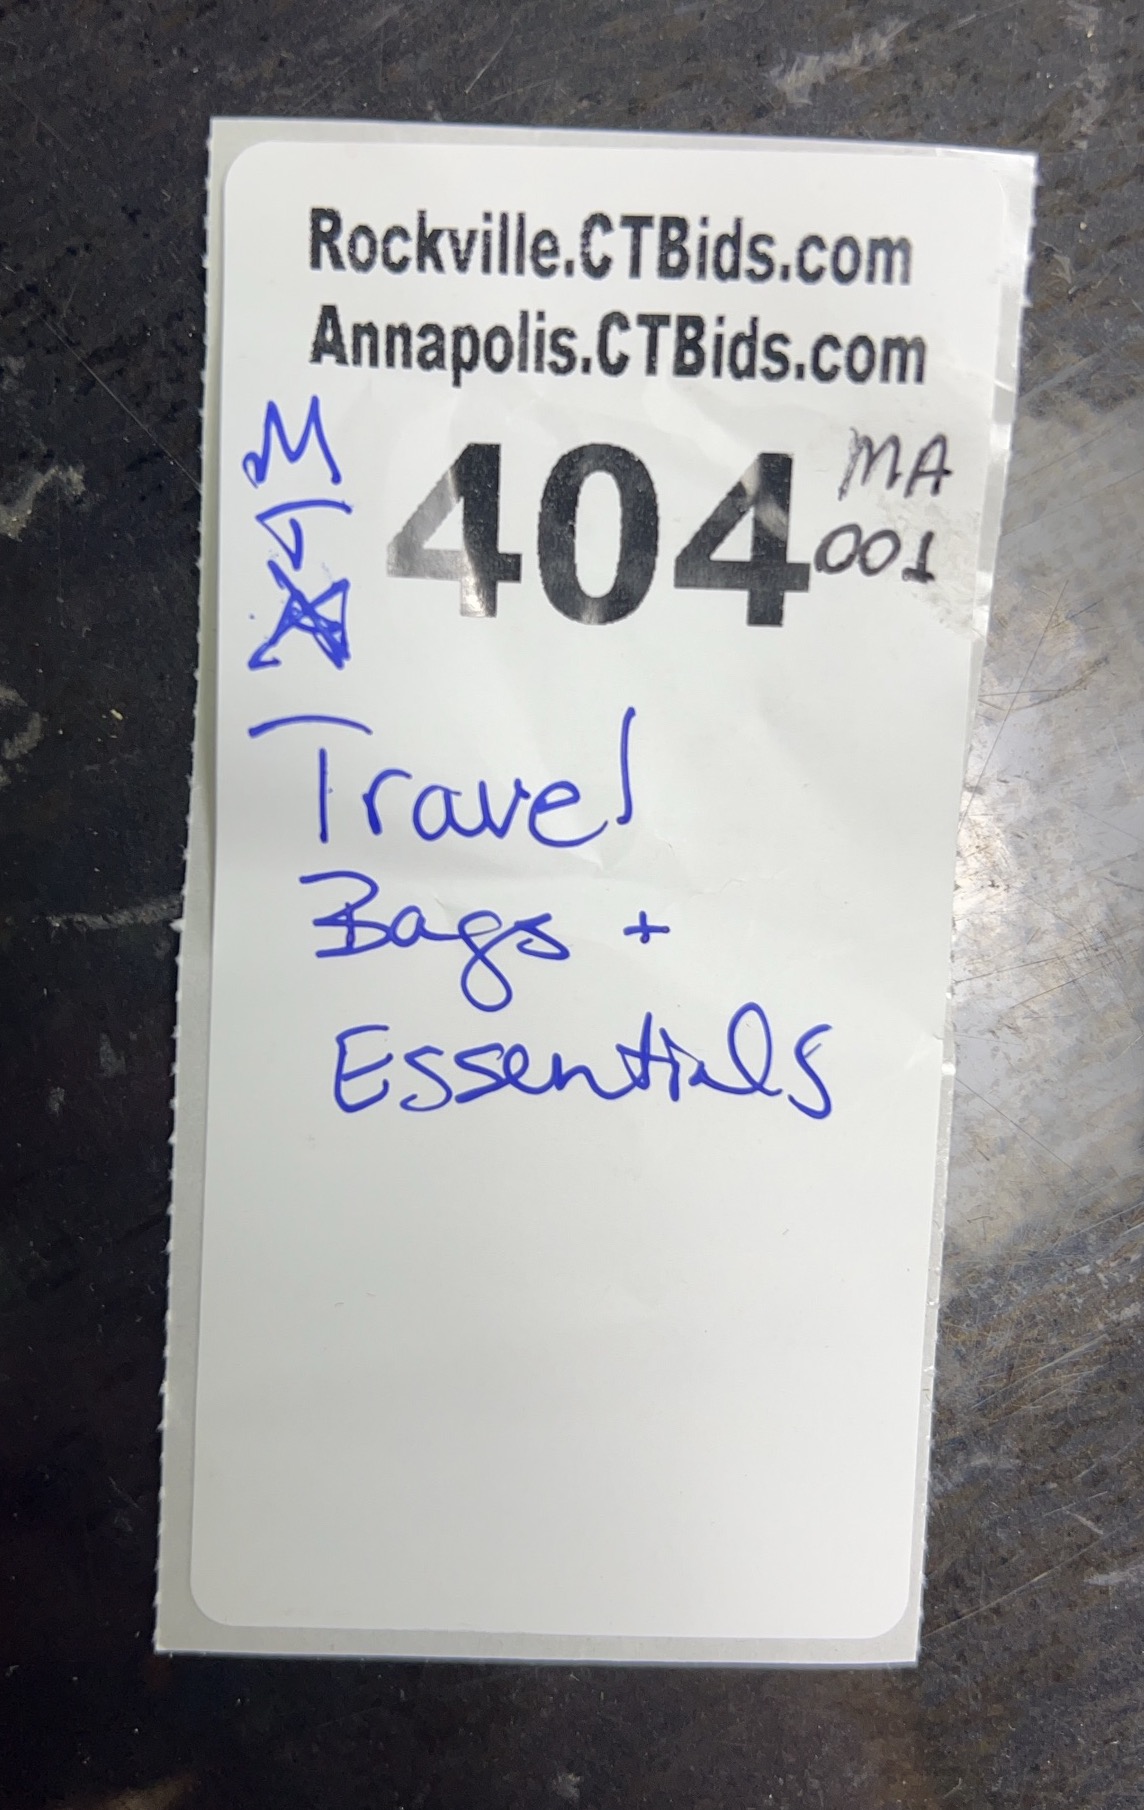 Rockville.CTBids.com
Annapolis.CTBids.com
M
T
404
MA
001
Travel
Bags +
Essentials